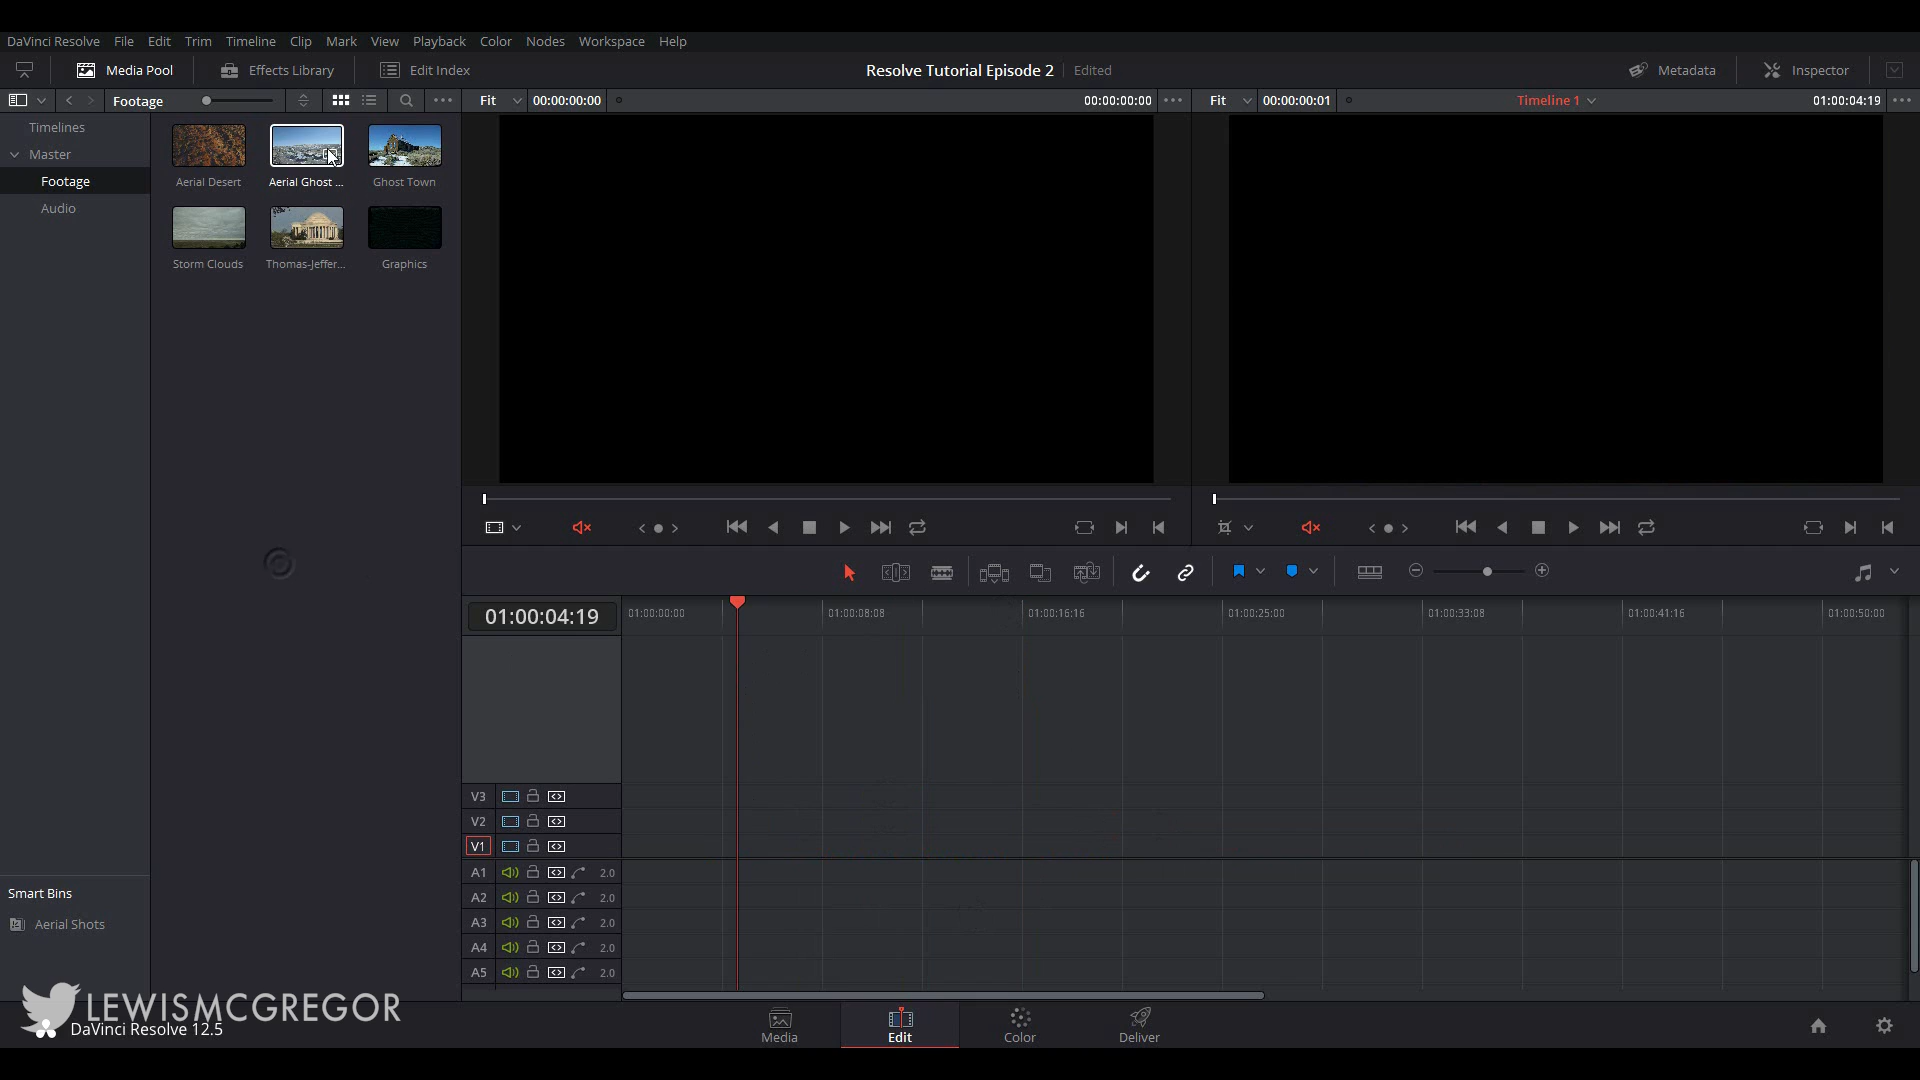 DaVinci Resolve File Edit Trim Timeline Clip Mark View Playback Color Nodes Workspace Help
Media Pool Effects Library Edit Index Resolve Tutorial Episode 2 Edited Metadata Inspector
Footage Fit 00:00:00:00 00:00:00:00 Fit 00:00:00:01 Timeline 1 01:00:04:19
Timelines
Master
Footage
Audio
Aerial Desert Aerial Ghost ... Ghost Town
Storm Clouds Thomas-Jeffer... Graphics
01:00:04:19 01:00:00:00 01:00:08:08 01:00:16:16 01:00:25:00 01:00:33:08 01:00:41:16 01:00:50:00
V3
V2
V1
A1 2.0
A2 2.0
A3 2.0
A4 2.0
A5 2.0
Smart Bins
Aerial Shots
LEWISMCGREGOR
DaVinci Resolve 12.5
Media Edit Color Deliver